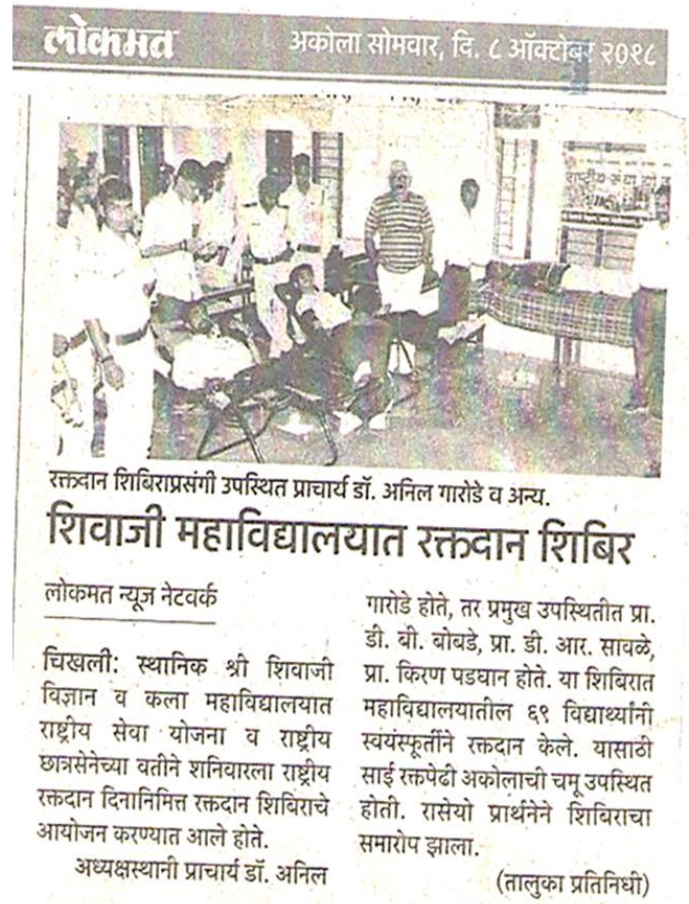 लोकमत
अकोला सोमवार, दि. ८ ऑक्टोबर २०१८
राष्ट्रीय सेवा यो
रक्तदान शिबिराप्रसंगी उपस्थित प्राचार्य डॉ. अनिल गारोडे व अन्य.
शिवाजी महाविद्यालयात रक्तदान शिबिर
लोकमत न्यूज नेटवर्क
चिखली: स्थानिक श्री शिवाजी
विज्ञान व कला महाविद्यालयात
राष्ट्रीय सेवा योजना व राष्ट्रीय
छात्रसेनेच्या वतीने शनिवारला राष्ट्रीय
रक्तदान दिनानिमित्त रक्तदान शिबिराचे
आयोजन करण्यात आले होते.
अध्यक्षस्थानी प्राचार्य डॉ. अनिल
गारोडे होते, तर प्रमुख उपस्थितीत प्रा.
डी. बी. बोबडे, प्रा. डी. आर. सावळे,
प्रा. किरण पडघान होते. या शिबिरात
महाविद्यालयातील ६९ विद्यार्थ्यांनी
स्वयंस्फूर्तीने रक्तदान केले. यासाठी
साई रक्तपेढी अकोलाची चमू उपस्थित
होती. रासेयो प्रार्थनेने शिबिराचा
समारोप झाला.
(तालुका प्रतिनिधी)